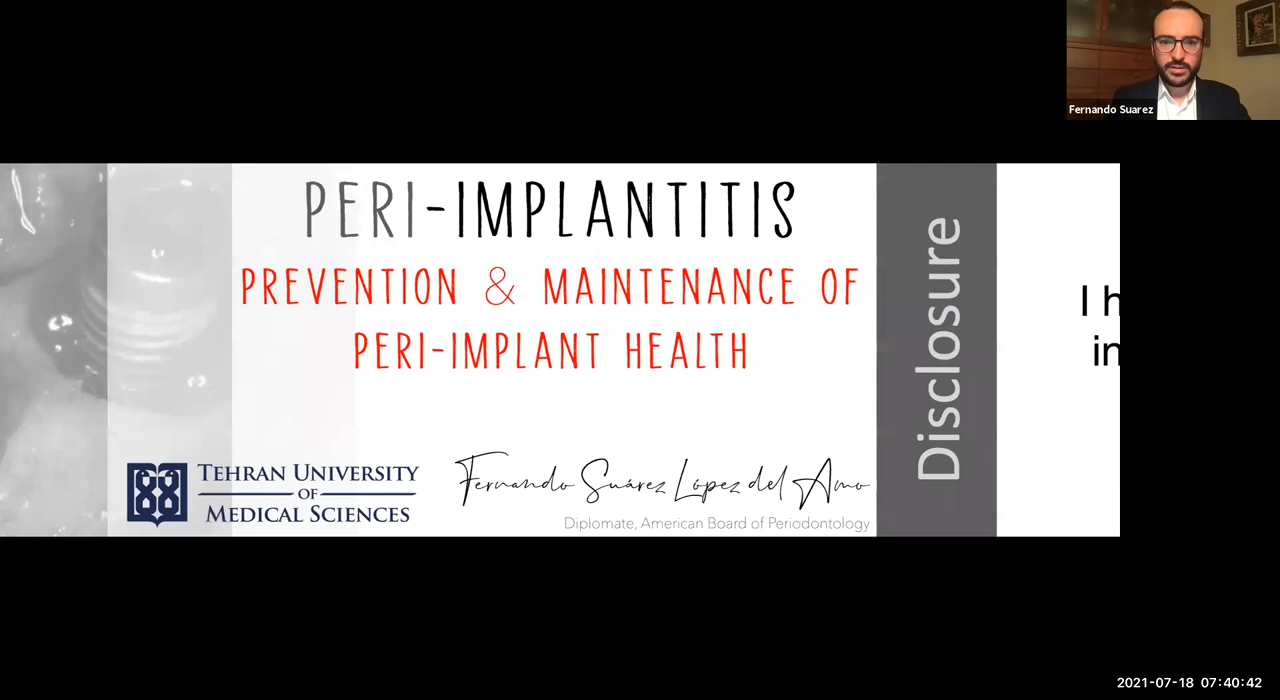 Fernando Suarez
PERI-IMPLANTITIS
PREVENTION & MAINTENANCE OF
PERI-IMPLANT HEALTH
TEHRAN UNIVERSITY
OF
MEDICAL SCIENCES
Fernando Suárez López del Amo
Diplomate, American Board of Periodontology
Disclosure
I h
in
2021-07-18 07:40:42